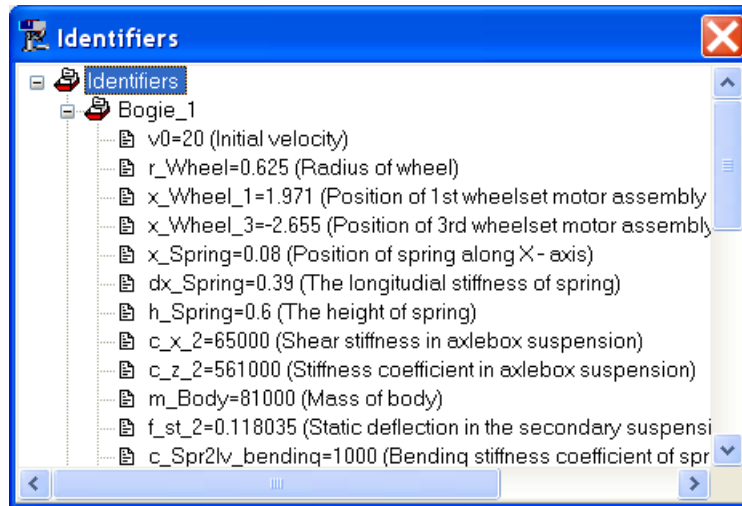 Identifiers
Identifiers
Bogie_1
v0=20 (Initial velocity)
r_Wheel=0.625 (Radius of wheel)
x_Wheel_1=1.971 (Position of 1st wheelset motor assembly
x_Wheel_3=-2.655 (Position of 3rd wheelset motor assembly
x_Spring=0.08 (Position of spring along X - axis)
dx_Spring=0.39 (The longitudial stiffness of spring)
h_Spring=0.6 (The height of spring)
c_x_2=65000 (Shear stiffness in axlebox suspension)
c_z_2=561000 (Stiffness coefficient in axlebox suspension)
m_Body=81000 (Mass of body)
f_st_2=0.118035 (Static deflection in the secondary suspensi
c_Spr2lv_bending=1000 (Bending stiffness coefficient of spr